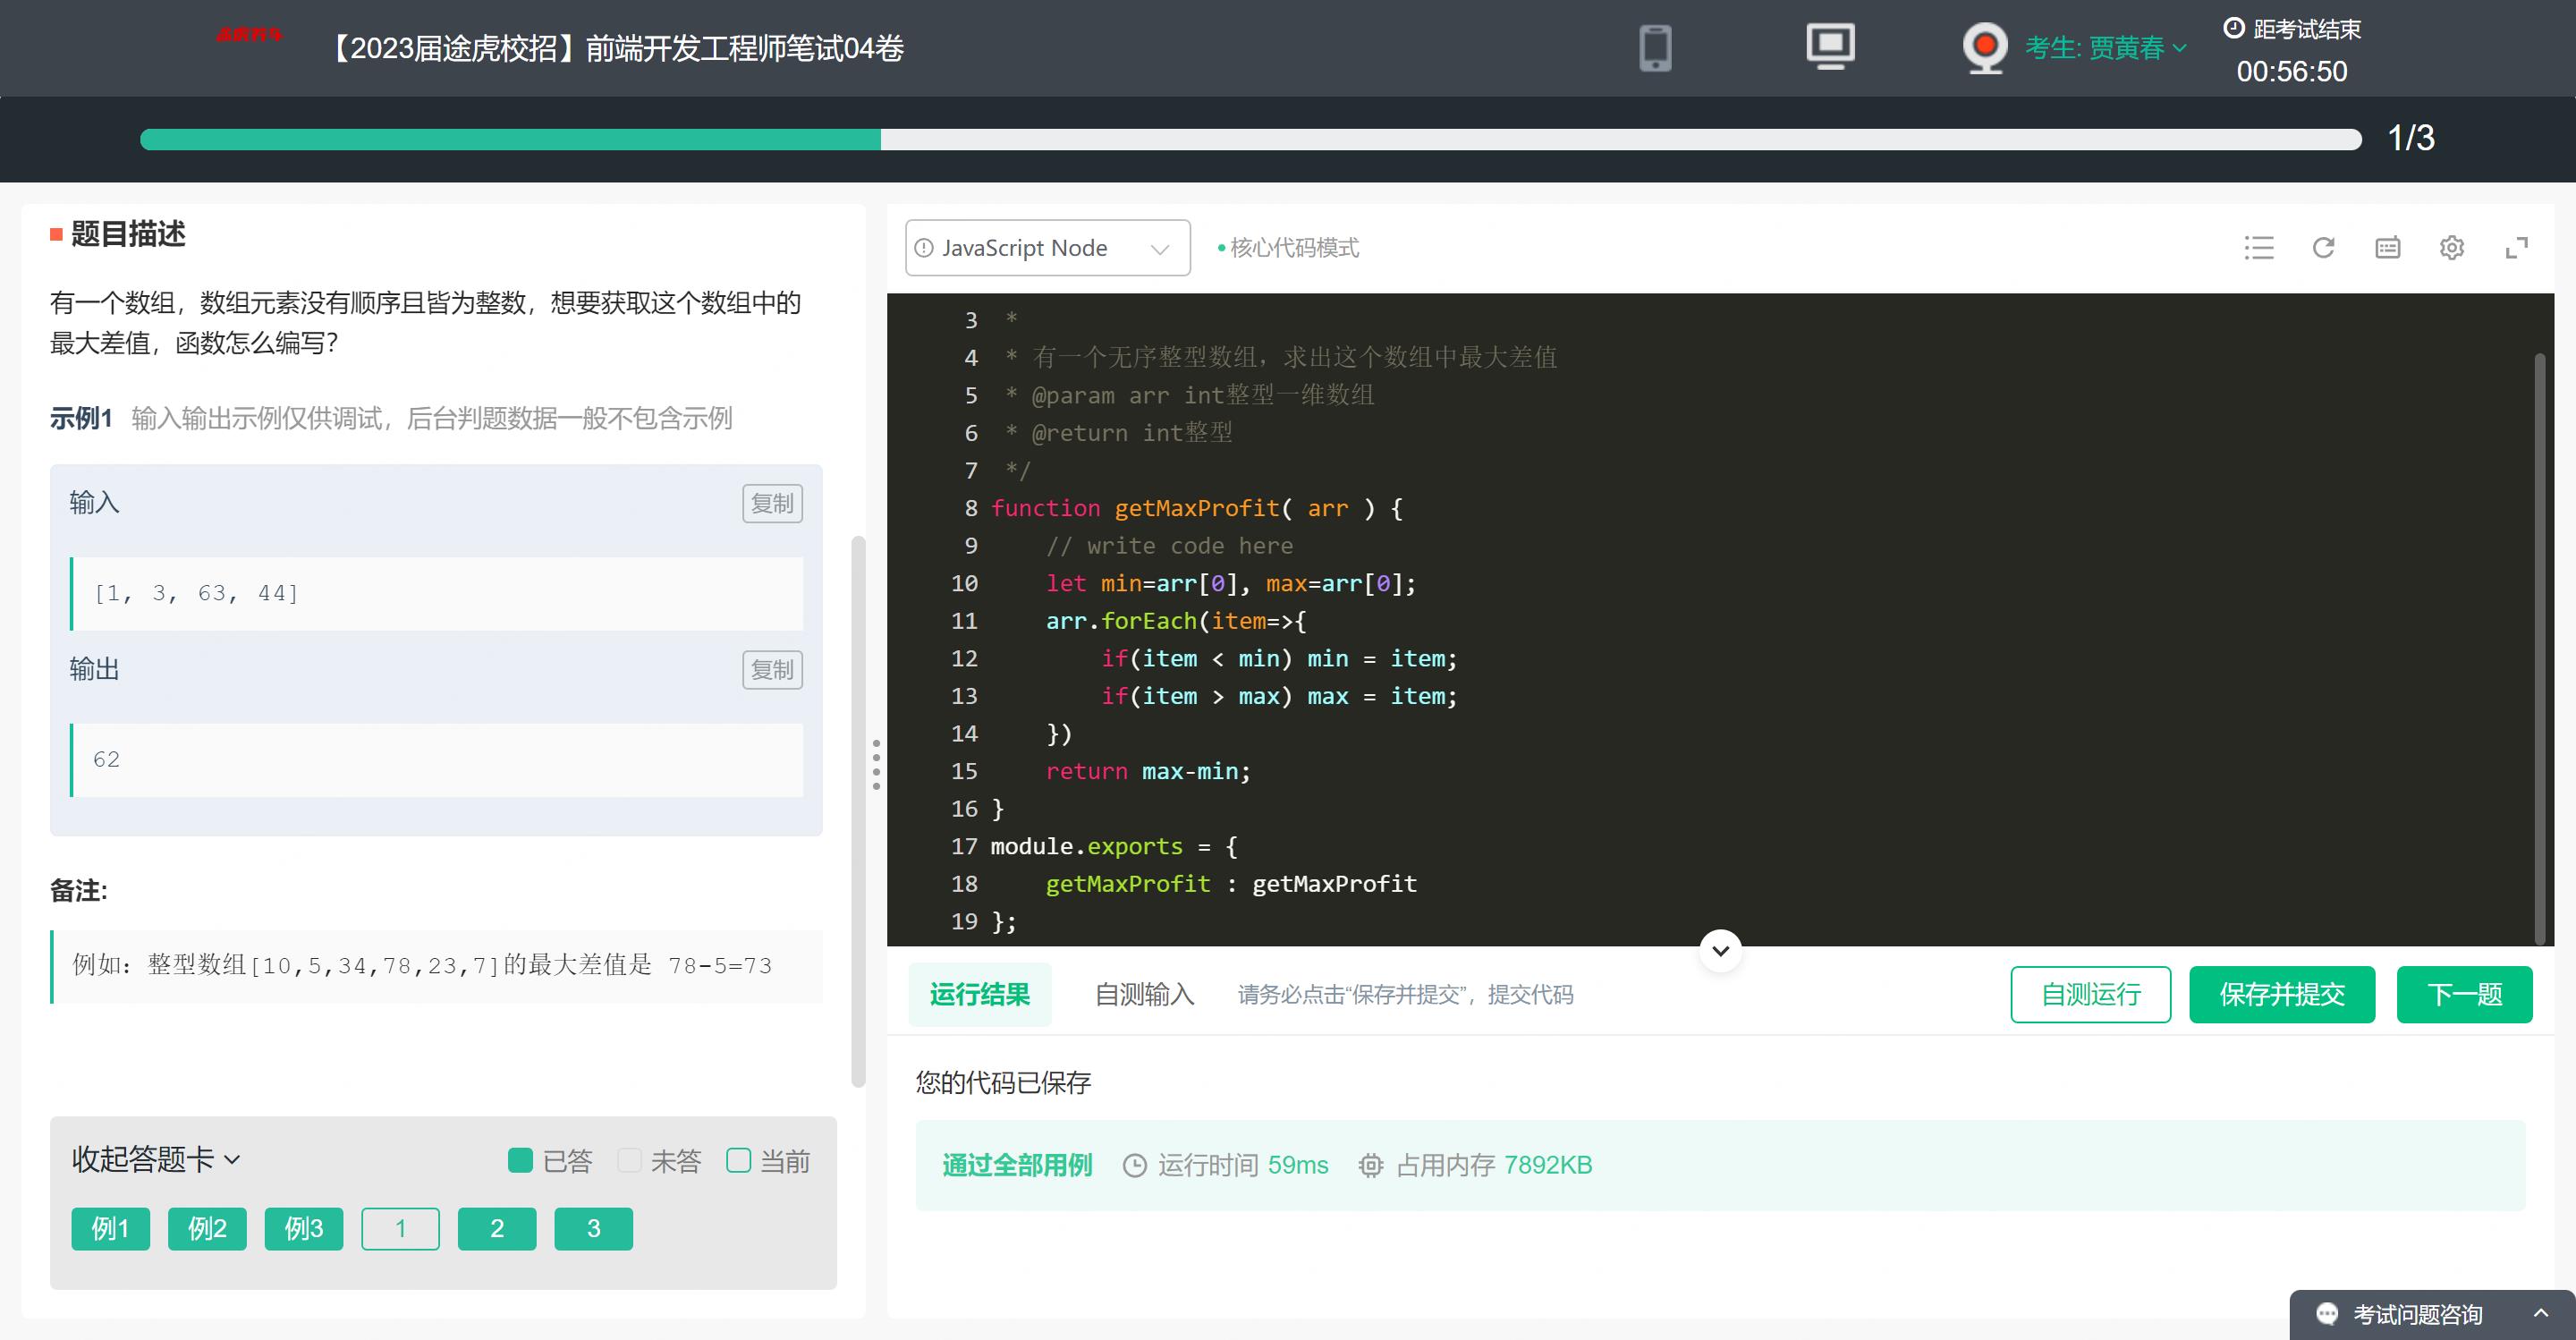 途虎养车
【2023届途虎校招】前端开发工程师笔试04卷
考生: 贾黄春
距考试结束
00:56:50
1/3
题目描述
有一个数组，数组元素没有顺序且皆为整数，想要获取这个数组中的
最大差值，函数怎么编写？
示例1 输入输出示例仅供调试，后台判题数据一般不包含示例
输入
复制
[1, 3, 63, 44]
输出
复制
62
备注:
例如：整型数组[10,5,34,78,23,7]的最大差值是 78-5=73
收起答题卡
已答 未答 当前
例1 例2 例3 1 2 3
JavaScript Node
核心代码模式
3 *
4 * 有一个无序整型数组，求出这个数组中最大差值
5 * @param arr int整型一维数组
6 * @return int整型
7 */
8 function getMaxProfit( arr ) {
9 // write code here
10 let min=arr[0], max=arr[0];
11 arr.forEach(item=>{
12 if(item < min) min = item;
13 if(item > max) max = item;
14 })
15 return max-min;
16 }
17 module.exports = {
18 getMaxProfit : getMaxProfit
19 };
运行结果 自测输入 请务必点击“保存并提交”，提交代码 自测运行 保存并提交 下一题
您的代码已保存
通过全部用例 运行时间 59ms 占用内存 7892KB
考试问题咨询